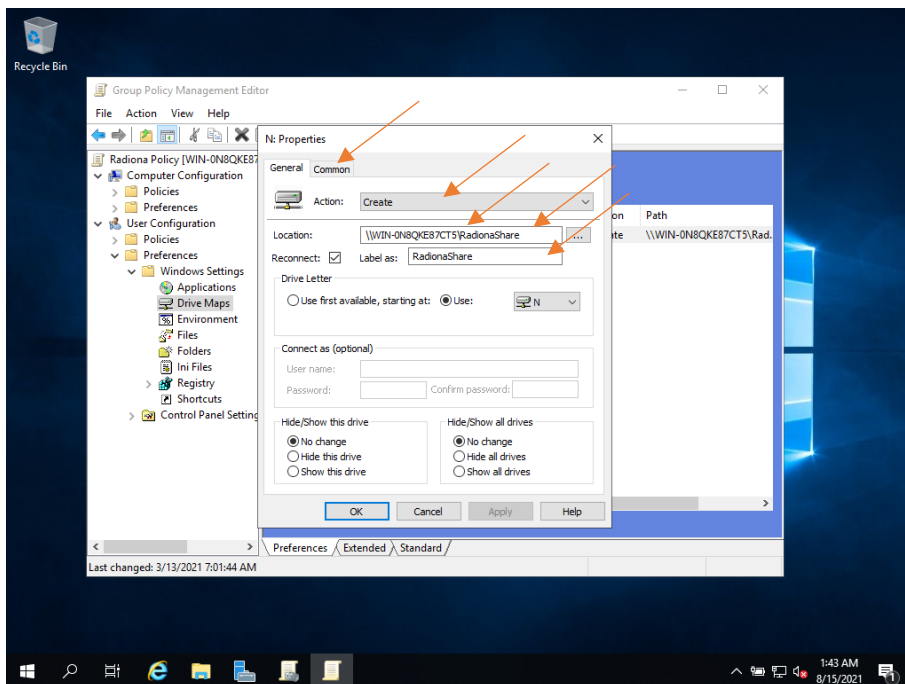 Recycle Bin
Group Policy Management Editor
File Action View Help
N: Properties
Radiona Policy [WIN-0N8QKE87
Computer Configuration
Policies
Preferences
User Configuration
Policies
Preferences
Windows Settings
Applications
Drive Maps
Environment
Files
Folders
Ini Files
Registry
Shortcuts
Control Panel Setting
General Common
Action: Create
Location: \\WIN-0N8QKE87CT5\RadionaShare ...
Reconnect: Label as: RadionaShare
Drive Letter
Use first available, starting at: Use: N
Connect as (optional)
User name:
Password: Confirm password:
Hide/Show this drive Hide/Show all drives
No change No change
Hide this drive Hide all drives
Show this drive Show all drives
OK Cancel Apply Help
on Path
ate \\WIN-0N8QKE87CT5\Rad.
Preferences Extended Standard
Last changed: 3/13/2021 7:01:44 AM
1:43 AM
8/15/2021
1